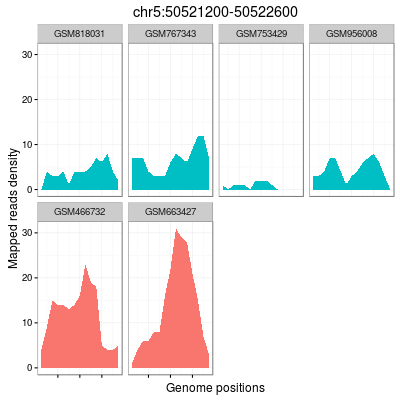 chr5:50521200-50522600
GSM818031 GSM767343 GSM753429 GSM956008
30
20
10
0
GSM466732 GSM663427
30
20
10
0
Mapped reads density
Genome positions